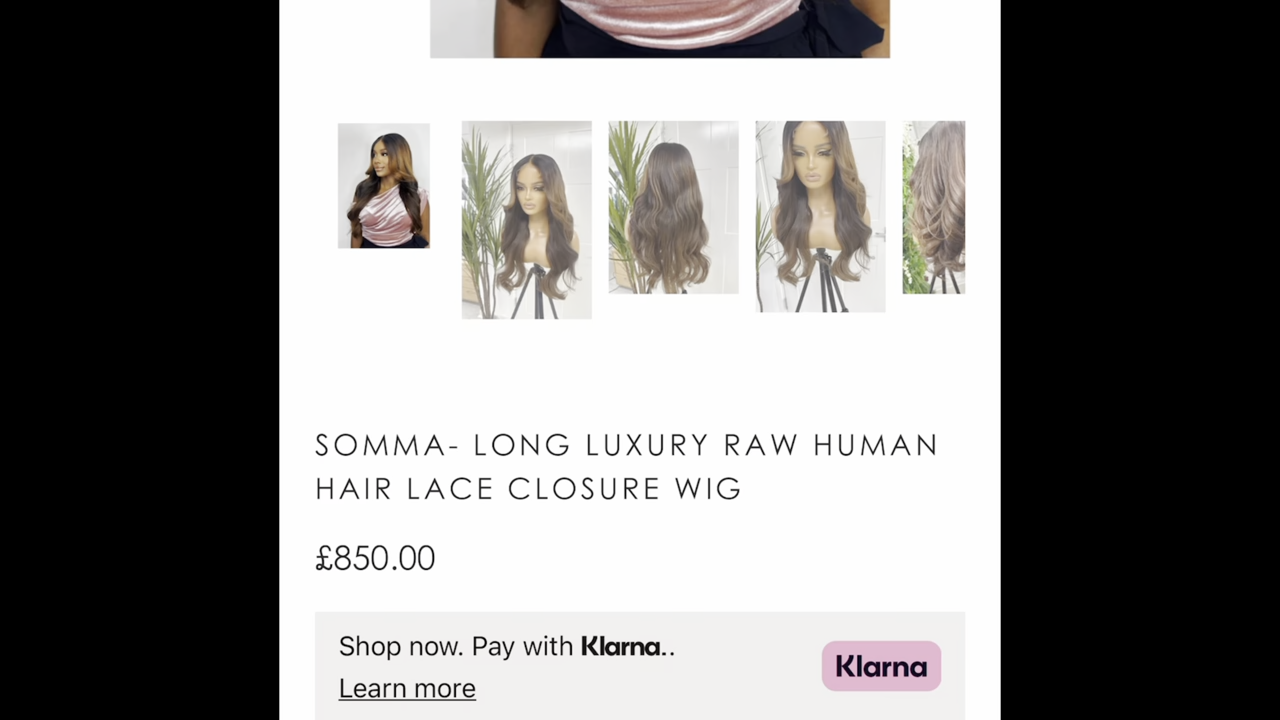 SOMMA- LONG LUXURY RAW HUMAN
HAIR LACE CLOSURE WIG
£850.00
Shop now. Pay with Klarna..
Klarna
Learn more